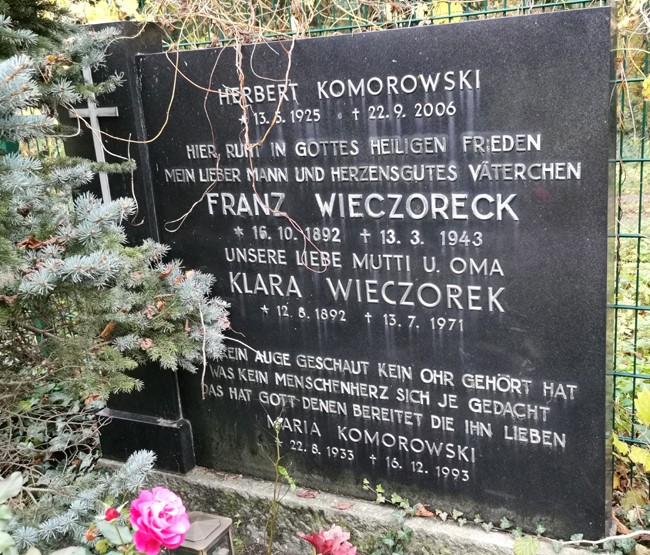 HERBERT KOMOROWSKI
* 13.5.1925 † 22.9.2006
HIER RUHT IN GOTTES HEILIGEN FRIEDEN
MEIN LIEBER MANN UND HERZENSGUTES VÄTERCHEN
FRANZ WIECZORECK
* 16.10.1892 † 13.3.1943
UNSERE LIEBE MUTTI U. OMA
KLARA WIECZOREK
* 12.8.1892 † 13.7.1971
KEIN AUGE GESCHAUT KEIN OHR GEHÖRT HAT
WAS KEIN MENSCHENHERZ SICH JE GEDACHT
DAS HAT GOTT DENEN BEREITET DIE IHN LIEBEN
MARIA KOMOROWSKI
22.8.1933 † 16.12.1993